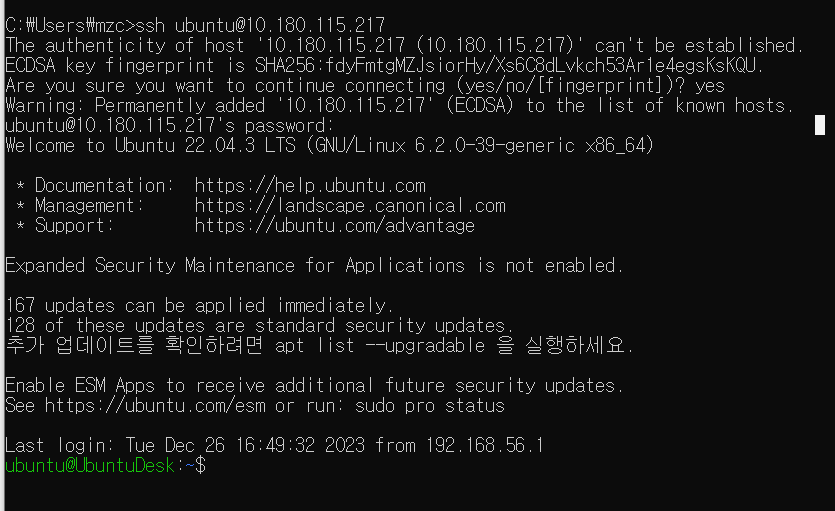 C:\Users\mzc>ssh ubuntu@10.180.115.217
The authenticity of host '10.180.115.217 (10.180.115.217)' can't be established.
ECDSA key fingerprint is SHA256:fdyFmtgMZJsiorHy/Xs6C8dLvkch53Ar1e4egsKsKQU.
Are you sure you want to continue connecting (yes/no/[fingerprint])? yes
Warning: Permanently added '10.180.115.217' (ECDSA) to the list of known hosts.
ubuntu@10.180.115.217's password:
Welcome to Ubuntu 22.04.3 LTS (GNU/Linux 6.2.0-39-generic x86_64)
* Documentation:  https://help.ubuntu.com
* Management:     https://landscape.canonical.com
* Support:        https://ubuntu.com/advantage
Expanded Security Maintenance for Applications is not enabled.
167 updates can be applied immediately.
128 of these updates are standard security updates.
추가 업데이트를 확인하려면 apt list --upgradable 을 실행하세요.
Enable ESM Apps to receive additional future security updates.
See https://ubuntu.com/esm or run: sudo pro status
Last login: Tue Dec 26 16:49:32 2023 from 192.168.56.1
ubuntu@UbuntuDesk:~$